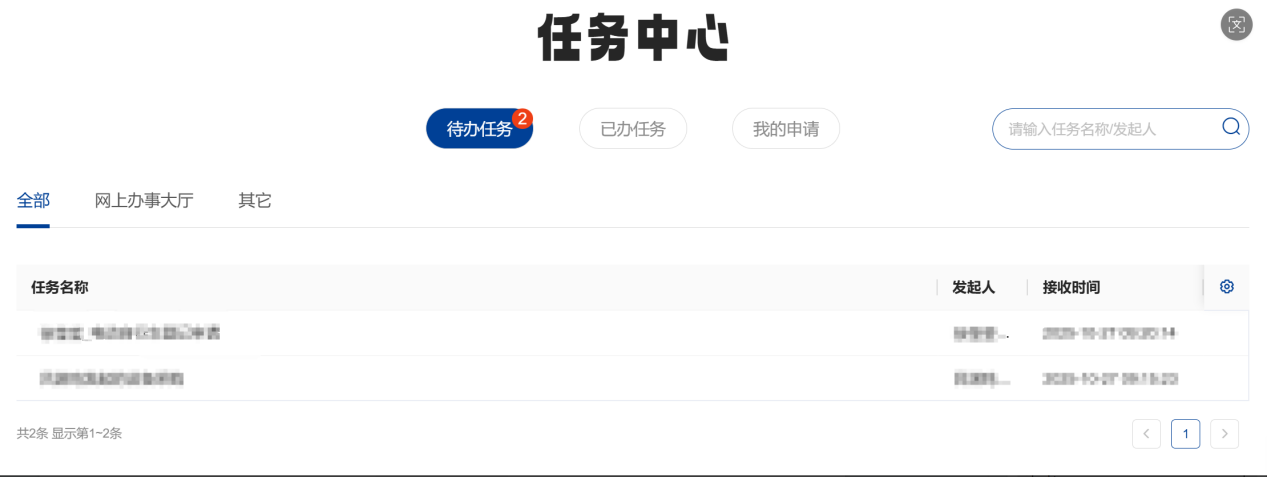 任务中心
待办任务 2 已办任务 我的申请 请输入任务名称/发起人
全部 网上办事大厅 其它
任务名称 发起人 接收时间
共2条 显示第1~2条 1